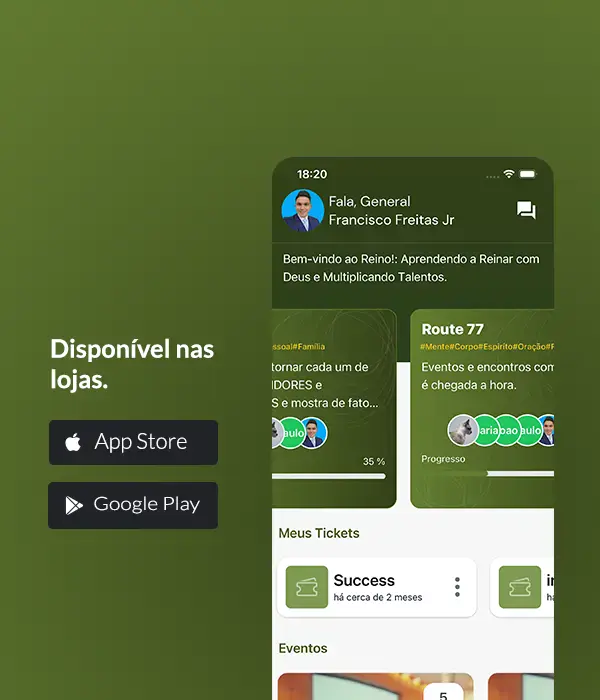 Disponível nas
lojas.
App Store
Google Play
18:20
Fala, General
Francisco Freitas Jr
Bem-vindo ao Reino!: Aprendendo a Reinar com
Deus e Multiplicando Talentos.
ssoal#Família
tornar cada um de
IDORES e
S e mostra de fato...
aulo
35 %
Route 77
#Mente#Corpo#Espírito#Oração#F
Eventos e encontros com
é chegada a hora.
aria bao aulo
Progresso
Meus Tickets
Success
há cerca de 2 meses
in
há
Eventos
5